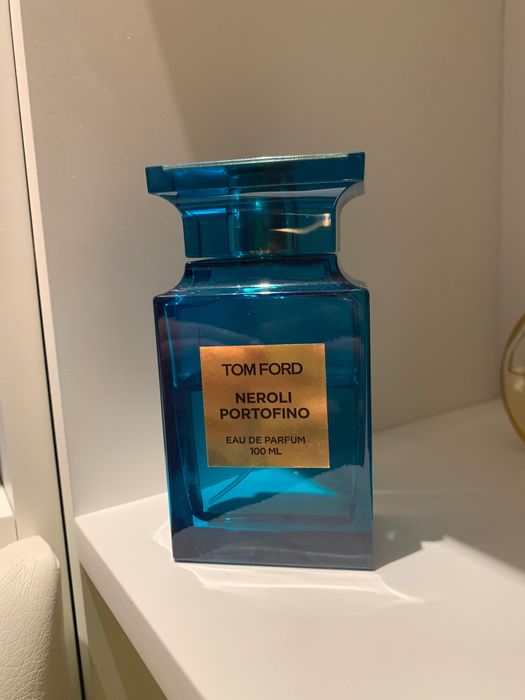 TOM FORD
NEROLI
PORTOFINO
EAU DE PARFUM
100 ML